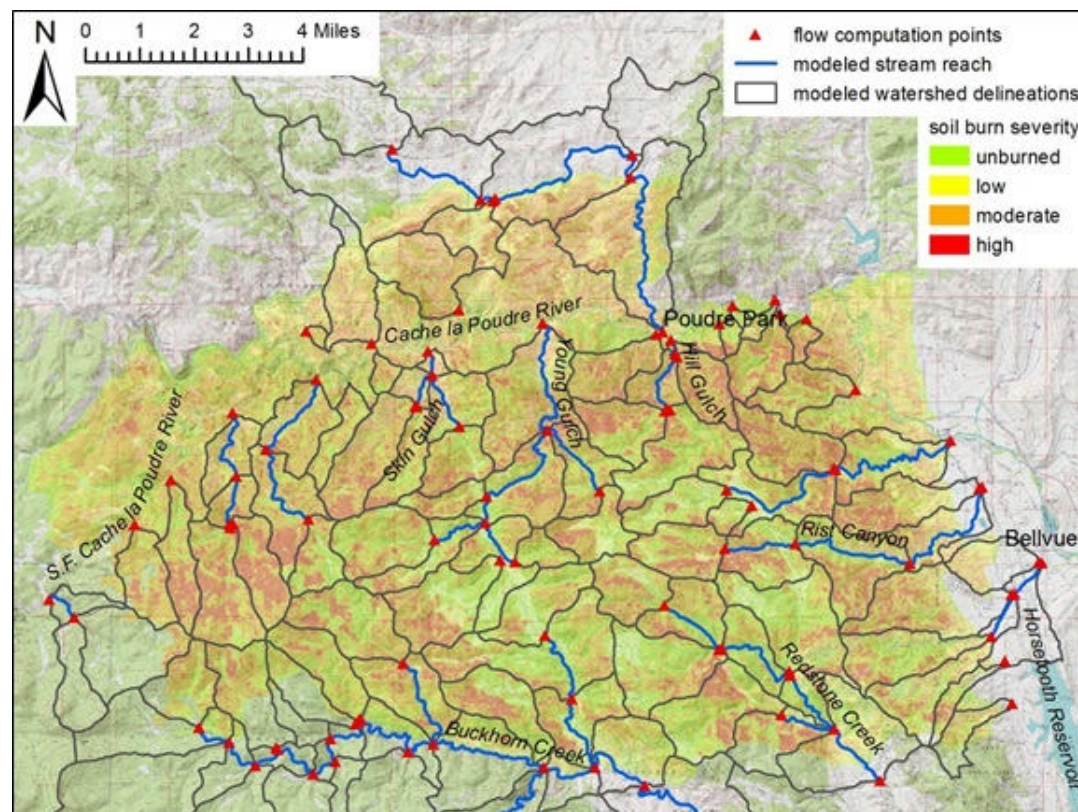 N
0 1 2 3 4 Miles
flow computation points
modeled stream reach
modeled watershed delineations
soil burn severity
unburned
low
moderate
high
Cache la Poudre River
Poudre Park
Hill Gulch
Young Gulch
Skin Gulch
S.F. Cache la Poudre River
Rist Canyon
Bellvue
Horsetooth Reservoir
Redstone Creek
Buckhorn Creek